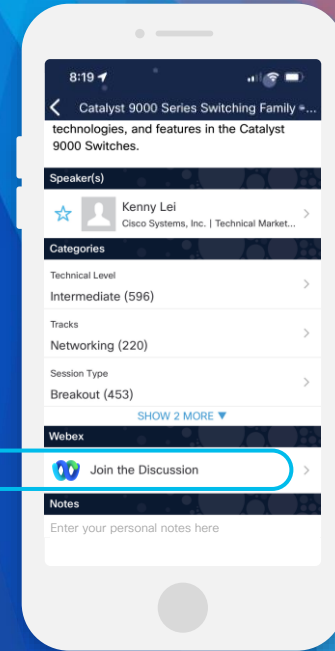 8:19
Catalyst 9000 Series Switching Family =...
technologies, and features in the Catalyst
9000 Switches.
Speaker(s)
Kenny Lei
Cisco Systems, Inc. | Technical Market...
Categories
Technical Level
Intermediate (596)
Tracks
Networking (220)
Session Type
Breakout (453)
SHOW 2 MORE ▼
Webex
Join the Discussion
Notes
Enter your personal notes here